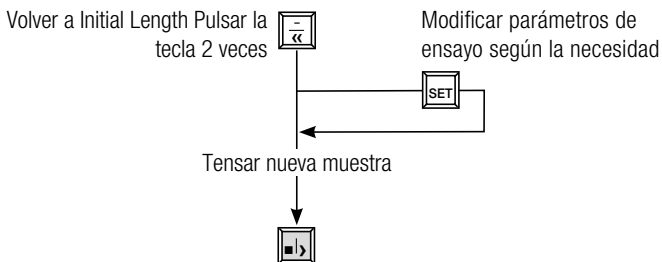 Volver a Initial Length Pulsar la
tecla 2 veces
-
«
Modificar parámetros de
ensayo según la necesidad
SET
Tensar nueva muestra